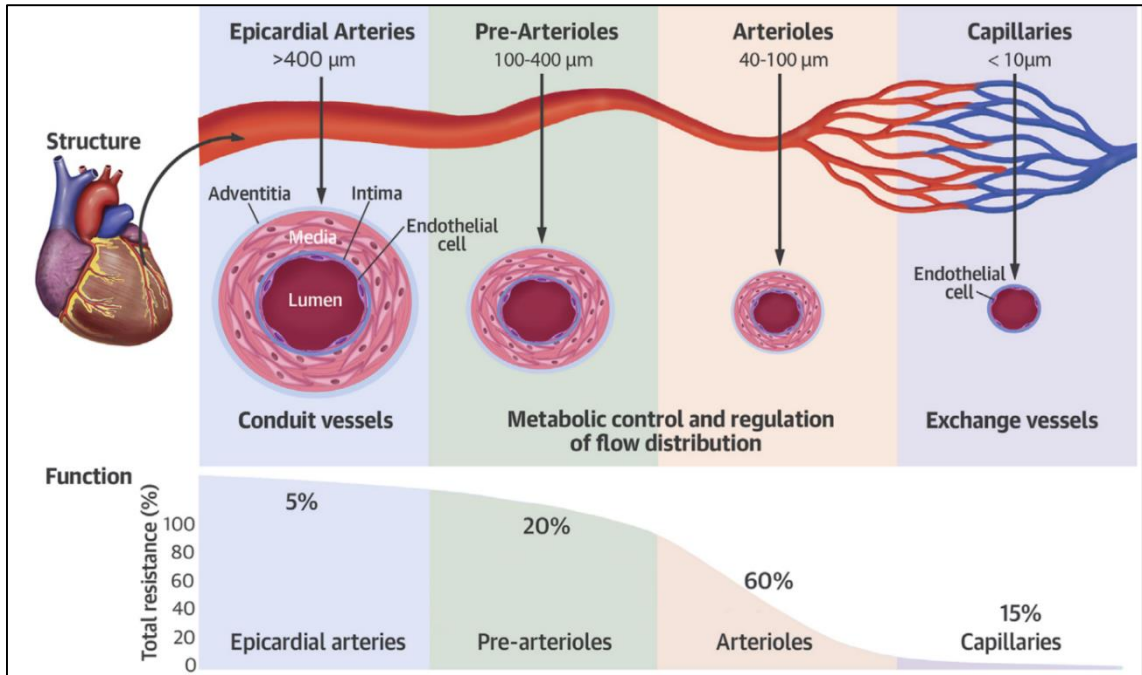 Epicardial Arteries
>400 µm
Pre-Arterioles
100-400 µm
Arterioles
40-100 µm
Capillaries
< 10µm
Structure
Adventitia
Intima
Media
Endothelial
cell
Lumen
Endothelial
cell
Conduit vessels
Metabolic control and regulation
of flow distribution
Exchange vessels
Function
Total resistance (%)
100
80
60
40
20
0
5%
20%
60%
15%
Epicardial arteries
Pre-arterioles
Arterioles
Capillaries